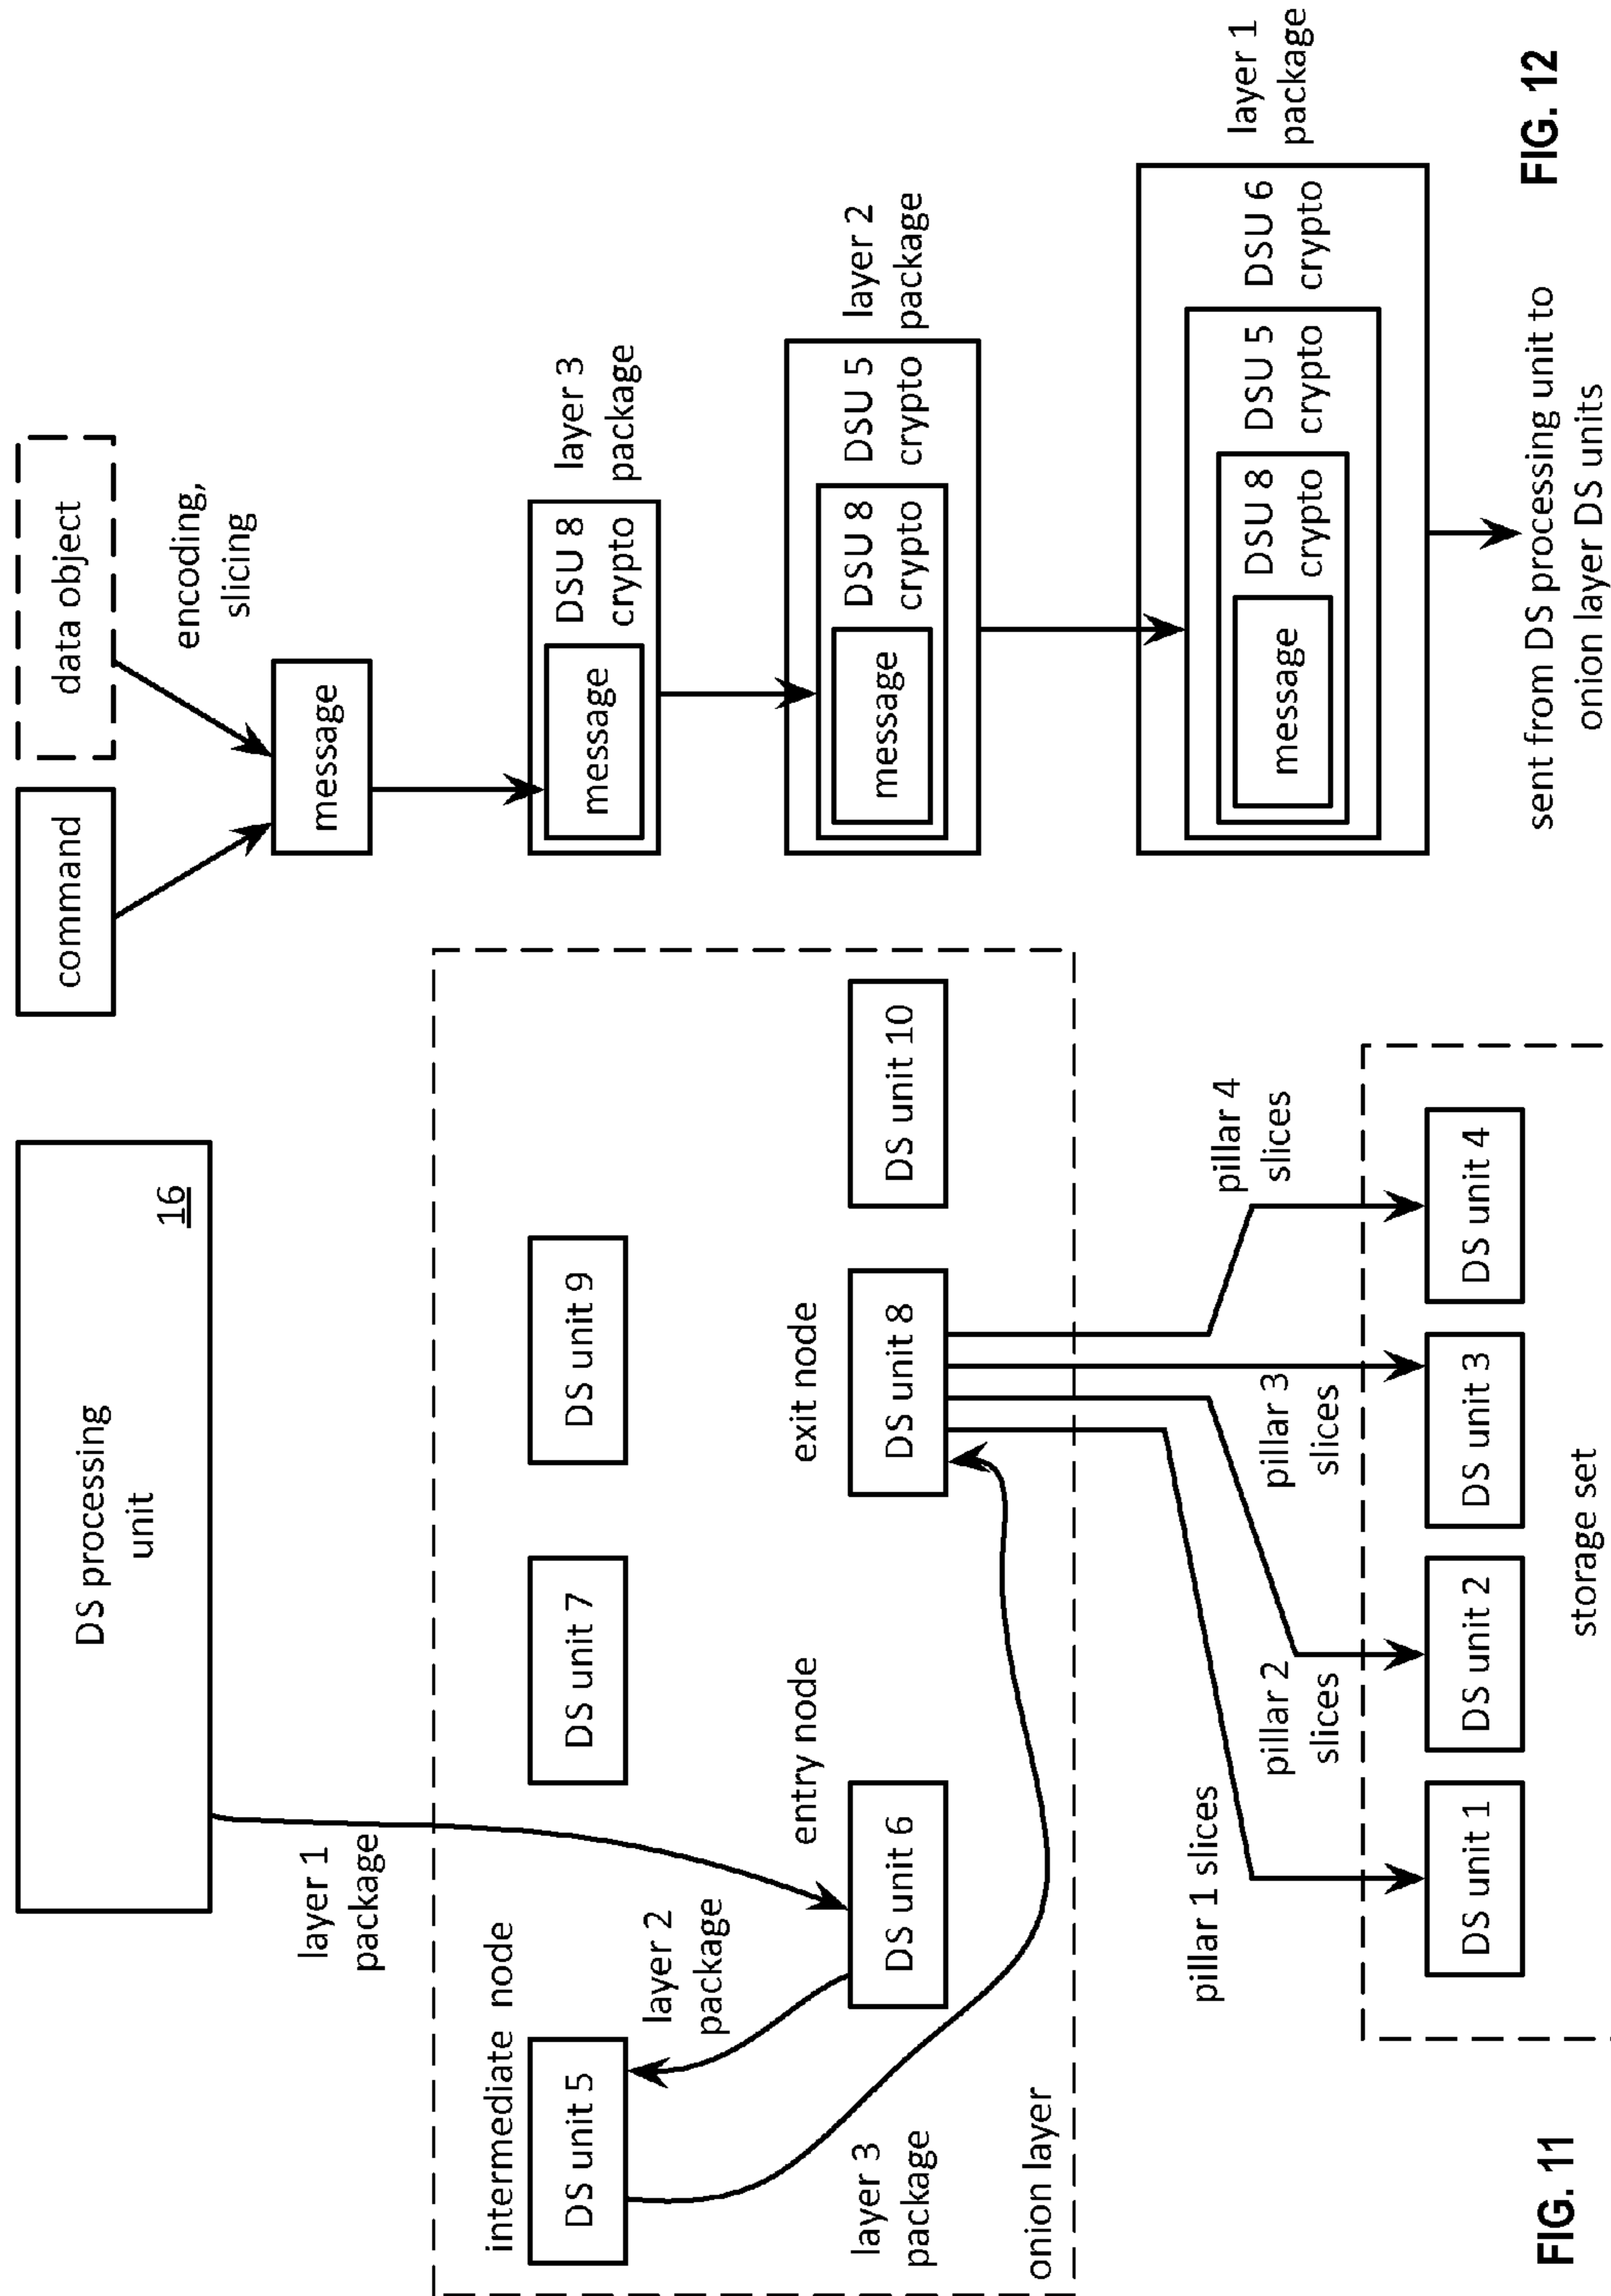 DS processing
unit
16
layer 1
package
intermediate node
DS unit 5
DS unit 7
DS unit 9
layer 2
package
entry node
exit node
DS unit 6
DS unit 8
DS unit 10
layer 3
package
onion layer
pillar 1 slices
pillar 2
slices
pillar 3
slices
pillar 4
slices
DS unit 1
DS unit 2
DS unit 3
DS unit 4
storage set
FIG. 11
command
data object
encoding,
slicing
message
message
DSU 8
crypto
layer 3
package
message
DSU 8
crypto
DSU 5
crypto
layer 2
package
message
DSU 8
crypto
DSU 5
crypto
DSU 6
crypto
layer 1
package
sent from DS processing unit to
onion layer DS units
FIG. 12